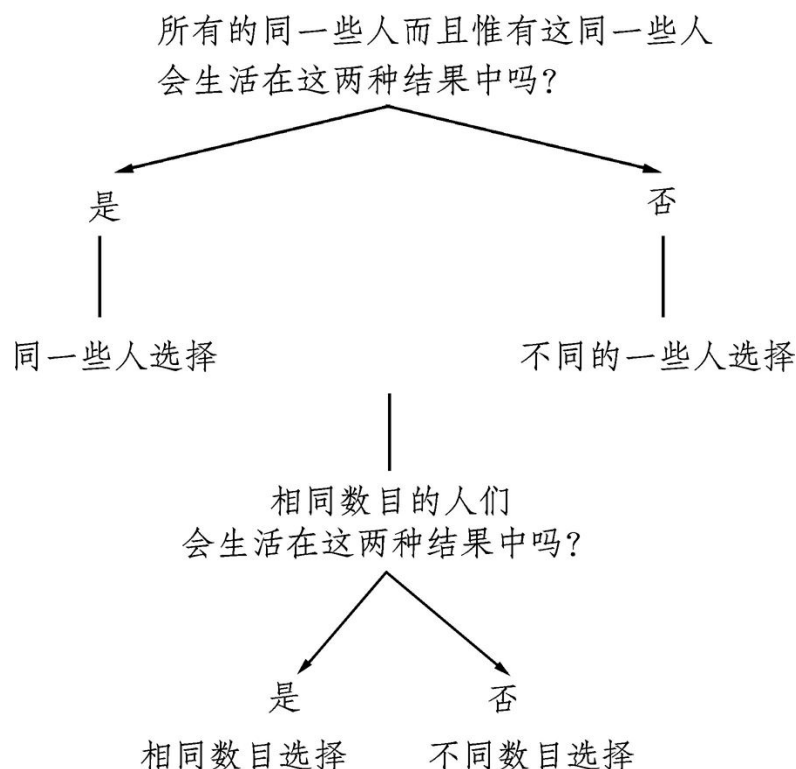 所有的同一些人而且惟有这同一些人
会生活在这两种结果中吗?
是
否
同一些人选择
不同的一些人选择
相同数目的人们
会生活在这两种结果中吗?
是
否
相同数目选择
不同数目选择